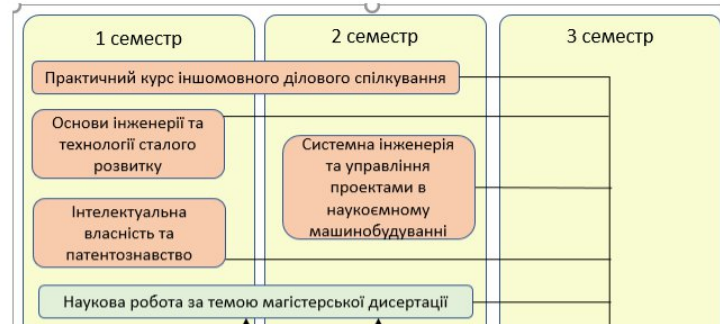 1 семестр
2 семестр
3 семестр
Практичний курс іншомовного ділового спілкування
Основи інженерії та
технології сталого
розвитку
Системна інженерія
та управління
проектами в
наукоємному
машинобудуванні
Інтелектуальна
власність та
патентознавство
Наукова робота за темою магістерської дисертації